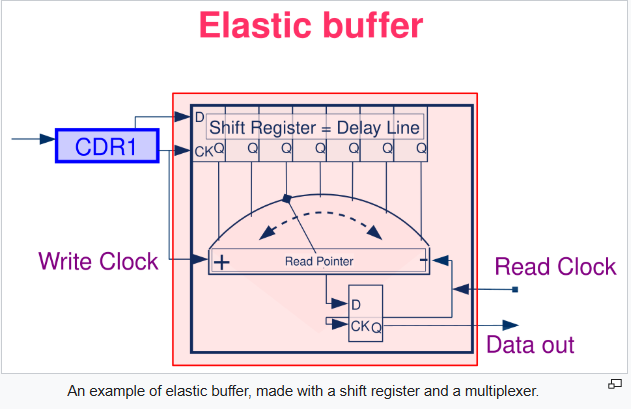 Elastic buffer
D
Shift Register = Delay Line
CDR1
CK Q Q Q Q Q Q Q
Write Clock
+ Read Pointer -
Read Clock
D
CK Q
Data out
An example of elastic buffer, made with a shift register and a multiplexer.